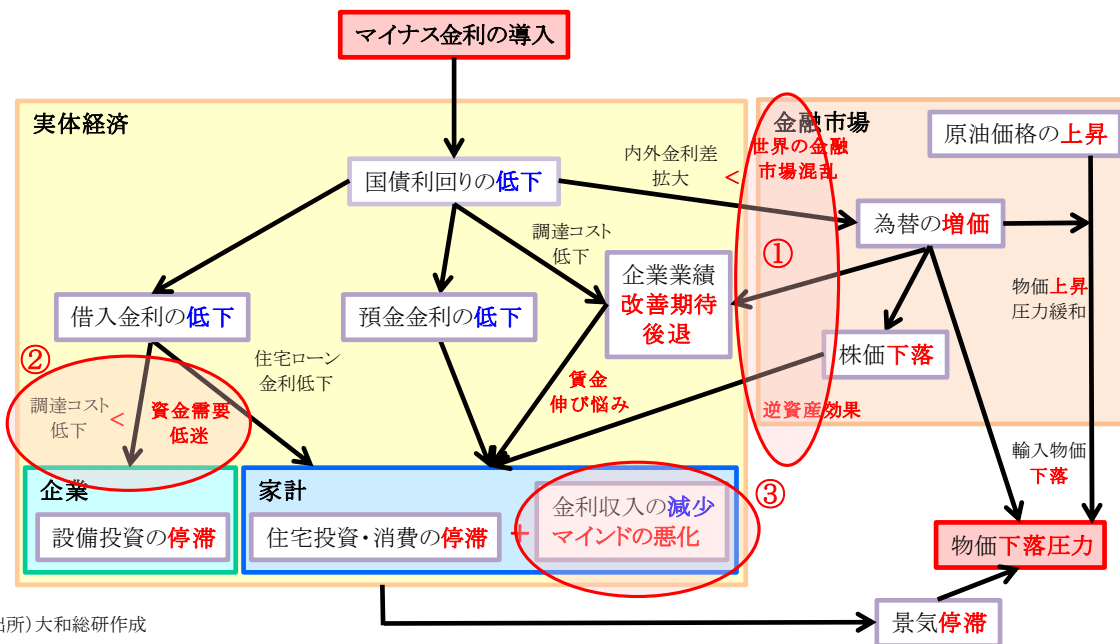 マイナス金利の導入
実体経済
金融市場
世界の金融
市場混乱
原油価格の上昇
内外金利差
拡大
<
国債利回りの低下
為替の増価
調達コスト
低下
①
企業業績
改善期待
後退
物価上昇
圧力緩和
借入金利の低下
預金金利の低下
株価下落
②
住宅ローン
金利低下
賃金
伸び悩み
調達コスト
低下
<
資金需要
低迷
逆資産効果
輸入物価
下落
企業
家計
③
設備投資の停滞
住宅投資・消費の停滞
+
金利収入の減少
マインドの悪化
物価下落圧力
景気停滞
所)大和総研作成